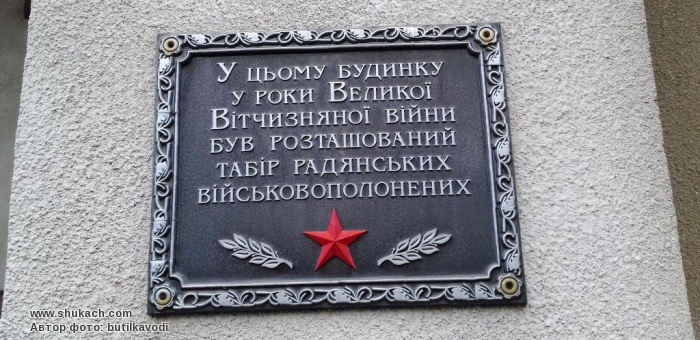 У ЦЬОМУ БУДИНКУ
У РОКИ ВЕЛИКОЇ
ВІТЧИЗНЯНОЇ ВІЙНИ
БУВ РОЗТАШОВАНИЙ
ТАБІР РАДЯНСЬКИХ
ВІЙСЬКОВОПОЛОНЕНИХ
www.shukach.com
Автор фото: butilkavodi